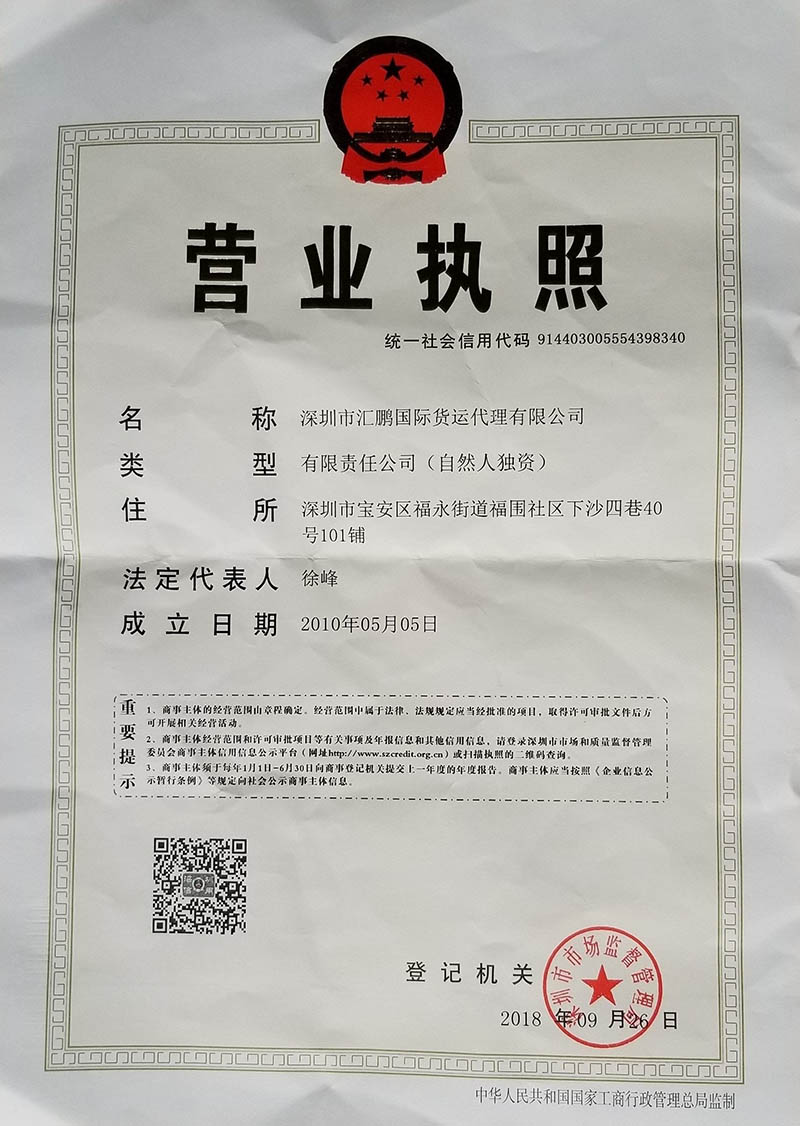 营业执照
统一社会信用代码 914403005554398340
名称 深圳市汇鹏国际货运代理有限公司
类型 有限责任公司（自然人独资）
住所 深圳市宝安区福永街道福围社区下沙四巷40
号101铺
法定代表人 徐峰
成立日期 2010年05月05日
重要提示
1、商事主体的经营范围由章程确定。经营范围中属于法律、法规规定应当经批准的项目，取得许可审批文件后方
可开展相关经营活动。
2、商事主体经营范围和许可审批项目等有关事项及年报信息和其他信用信息，请登录深圳市市场和质量监督管理
委员会商事主体信用信息公示平台（网址http://www.szcredit.org.cn）或扫描执照的二维码查询。
3、商事主体须于每年1月1日-6月30日向商事登记机关提交上一年度的年度报告。商事主体应当按照《企业信息公
示暂行条例》等规定向社会公示商事主体信息。
登记机关
深圳市市场监督管理局
2018 年 09 月 26 日
中华人民共和国国家工商行政管理总局监制